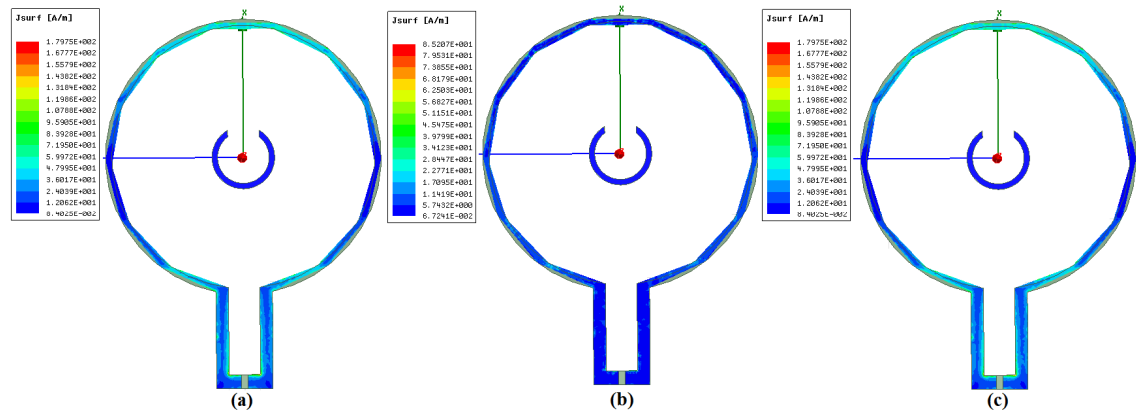 Jsurf [A/m]
1.7975E+002
1.6777E+002
1.5579E+002
1.4382E+002
1.3184E+002
1.1986E+002
1.0788E+002
9.5905E+001
8.3928E+001
7.1950E+001
5.9972E+001
4.7995E+001
3.6017E+001
2.4039E+001
1.2062E+001
8.4025E-002
X
(a)
Jsurf [A/m]
8.5207E+001
7.9531E+001
7.3855E+001
6.8179E+001
6.2503E+001
5.6827E+001
5.1151E+001
4.5475E+001
3.9799E+001
3.4123E+001
2.8447E+001
2.2771E+001
1.7095E+001
1.1419E+001
5.7432E+000
6.7241E-002
X
(b)
Jsurf [A/m]
1.7975E+002
1.6777E+002
1.5579E+002
1.4382E+002
1.3184E+002
1.1986E+002
1.0788E+002
9.5905E+001
8.3928E+001
7.1950E+001
5.9972E+001
4.7995E+001
3.6017E+001
2.4039E+001
1.2062E+001
8.4025E-002
X
(c)